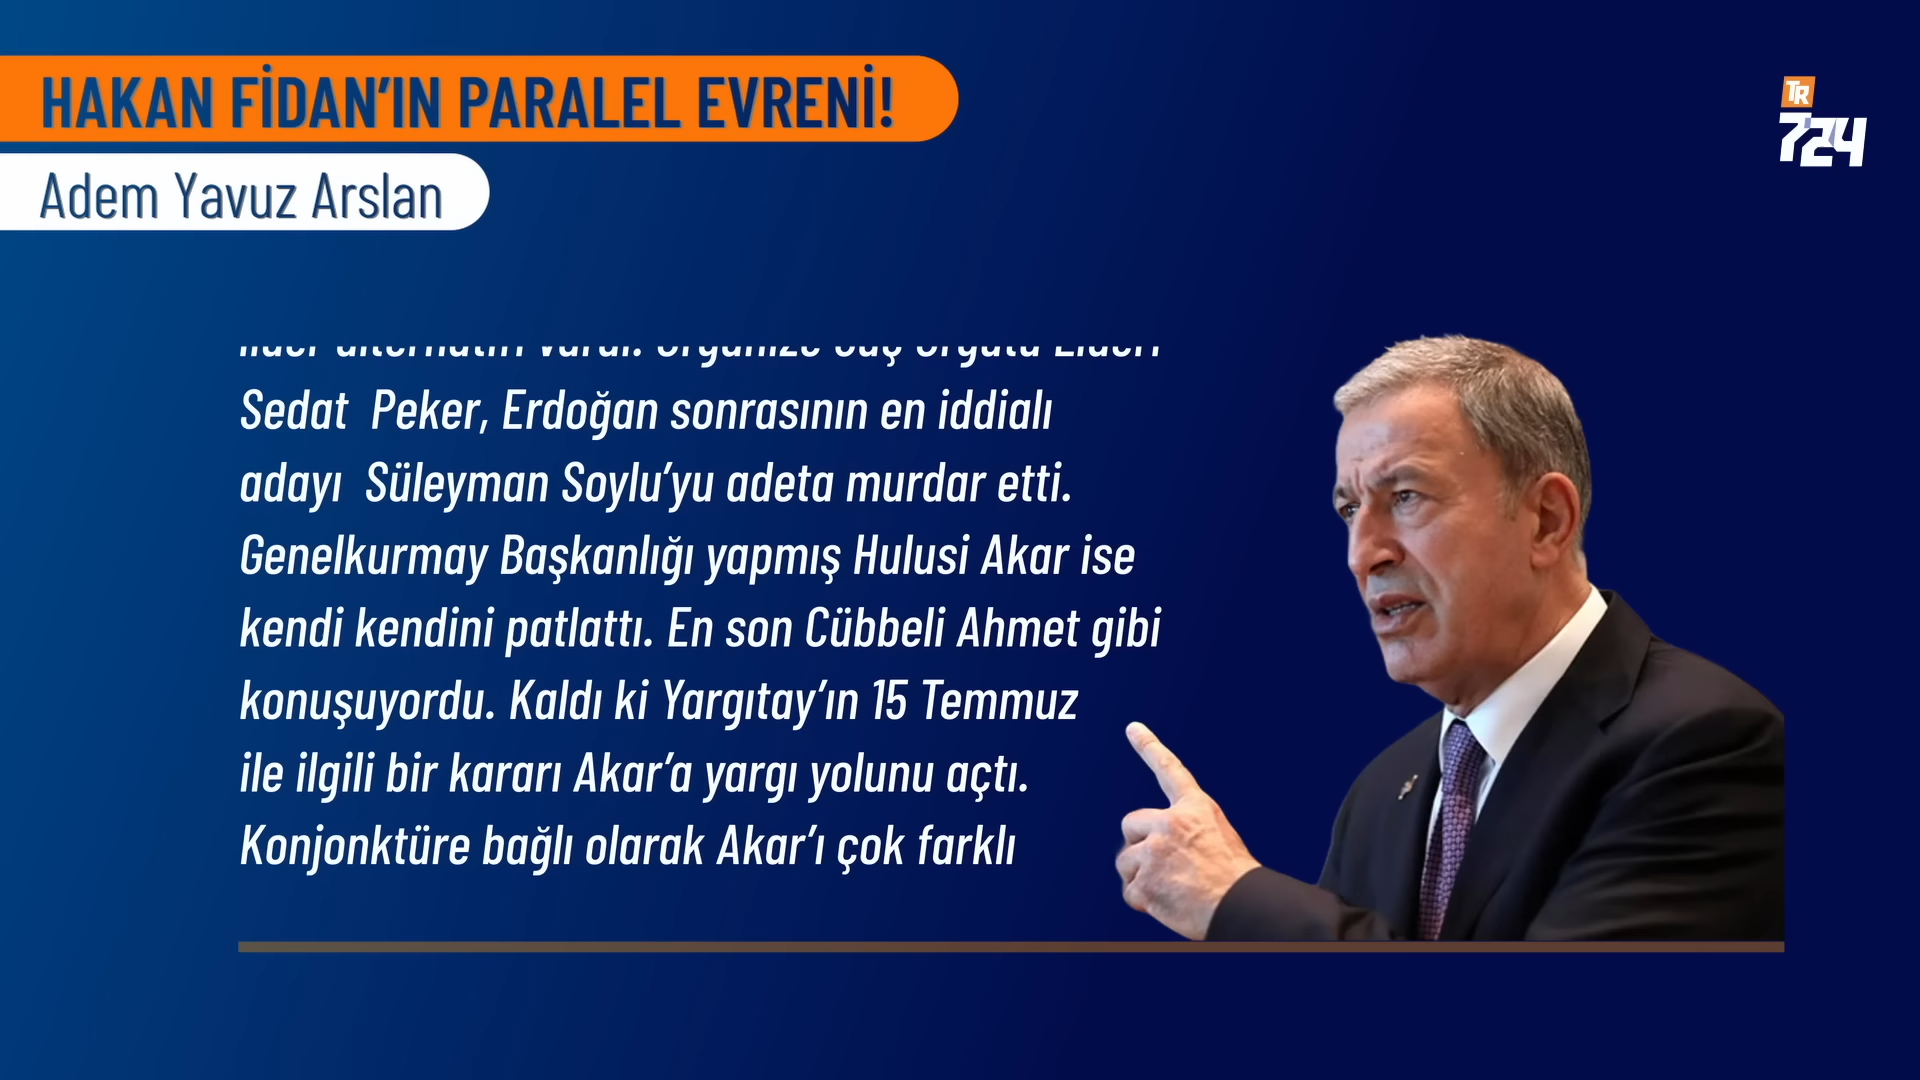 HAKAN FİDAN'IN PARALEL EVRENİ!
Adem Yavuz Arslan
TR
724
Sedat Peker, Erdoğan sonrasının en iddialı
adayı Süleyman Soylu'yu adeta murdar etti.
Genelkurmay Başkanlığı yapmış Hulusi Akar ise
kendi kendini patlattı. En son Cübbeli Ahmet gibi
konuşuyordu. Kaldı ki Yargıtay'ın 15 Temmuz
ile ilgili bir kararı Akar'a yargı yolunu açtı.
Konjonktüre bağlı olarak Akar'ı çok farklı